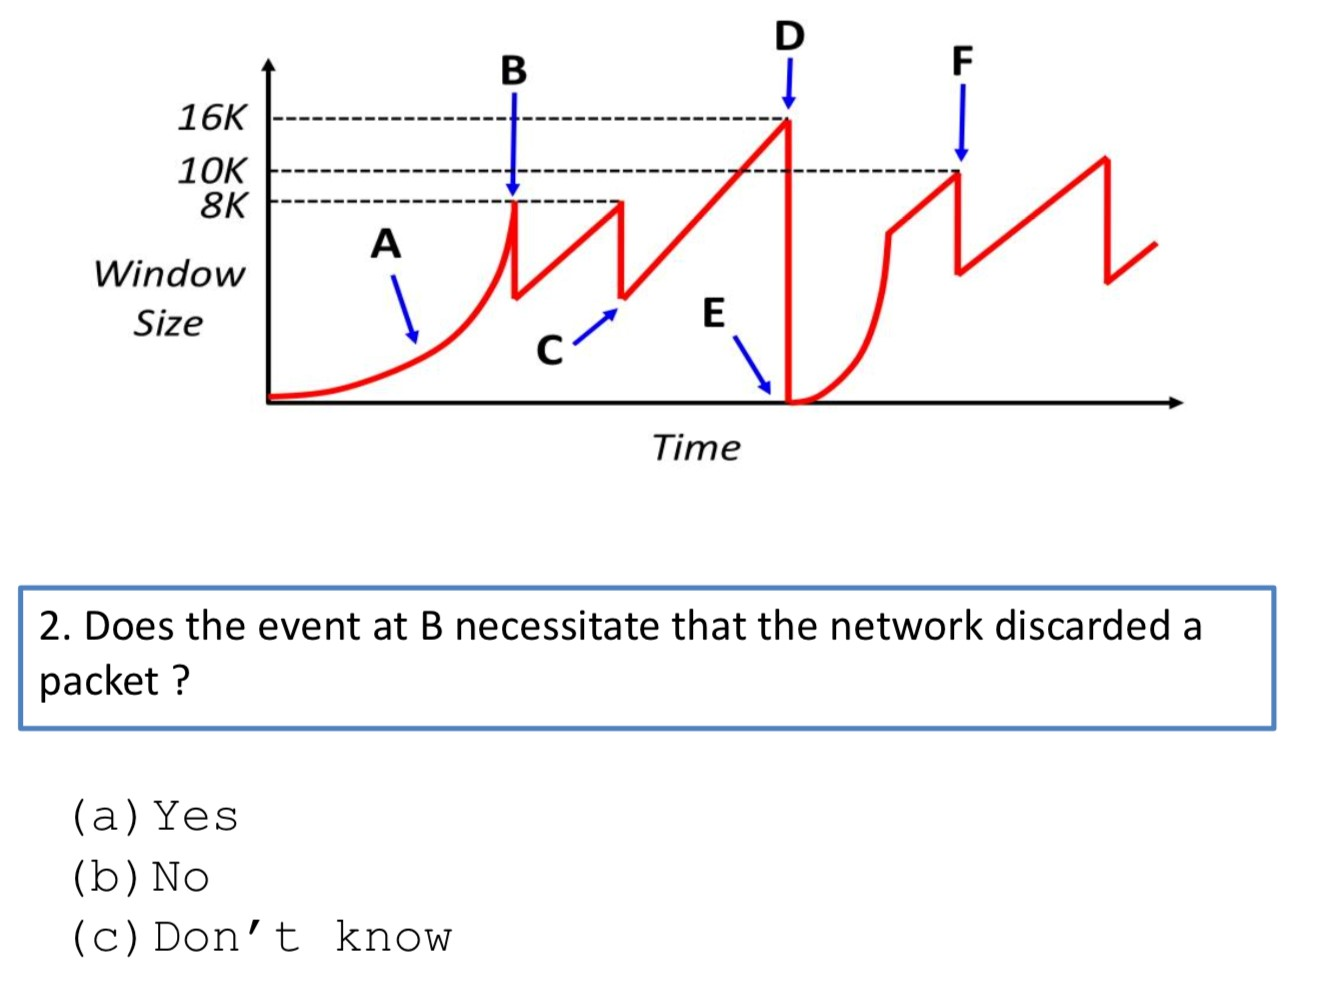 D
F
B
16K
10K
8K
A
Window
Size
E
C
Time
2. Does the event at B necessitate that the network discarded a
packet ?
(a) Yes
(b) No
(c) Don’t know